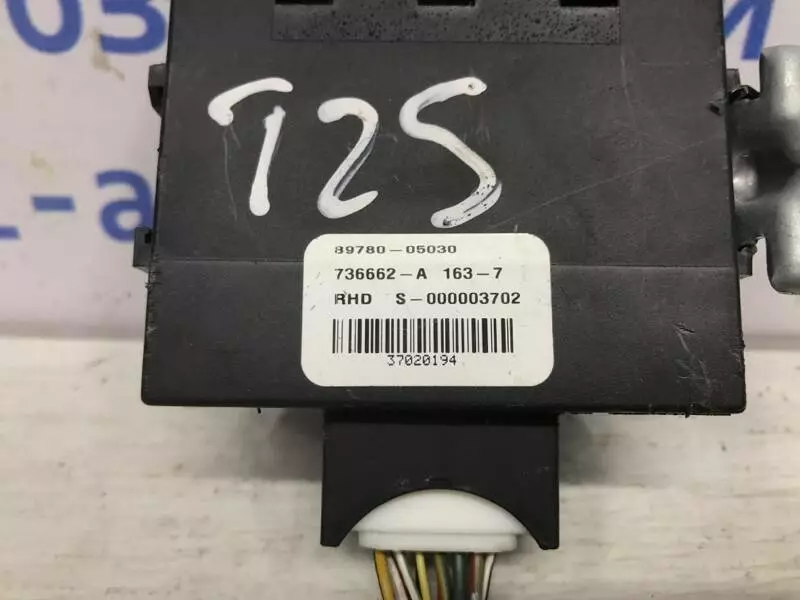 T25
89780-05030
736662-A 163-7
RHD S-000003702
37020194